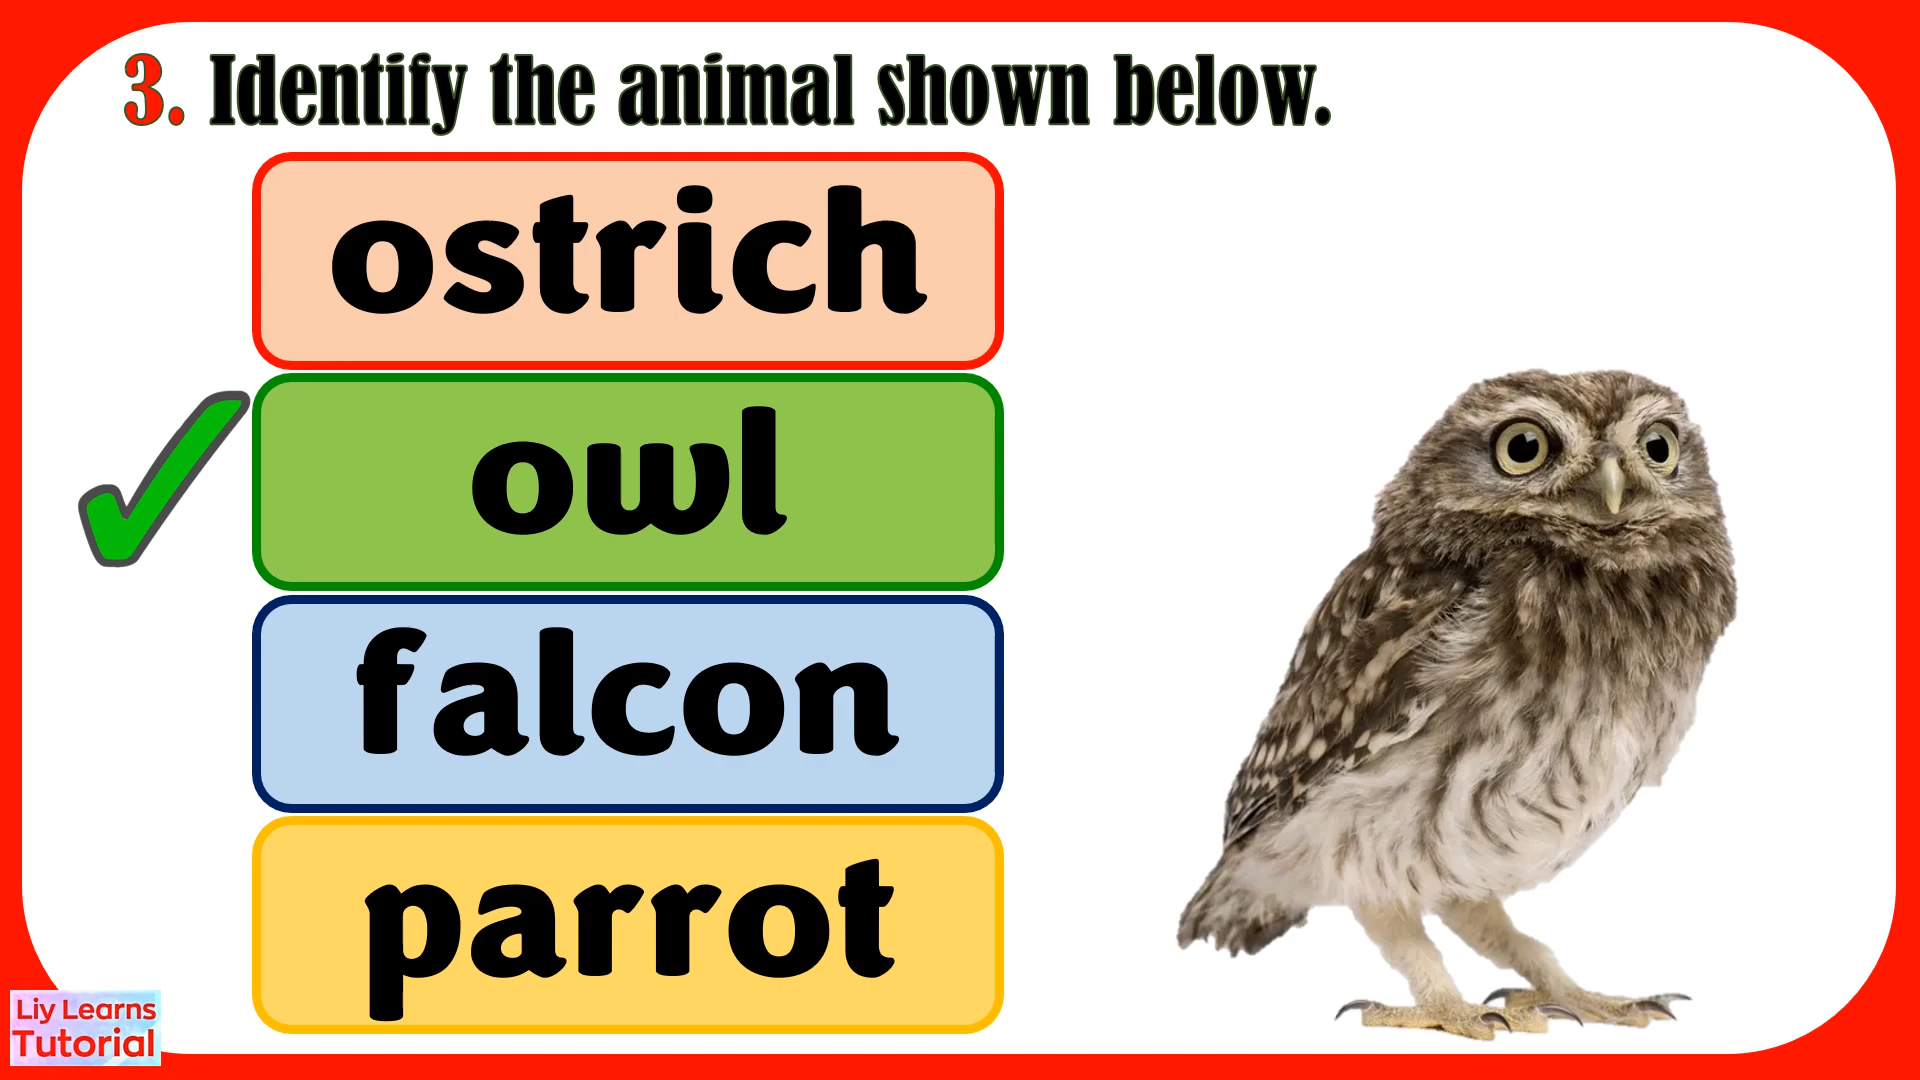 3. Identify the animal shown below.
ostrich
owl
falcon
parrot
Liy Learns
Tutorial